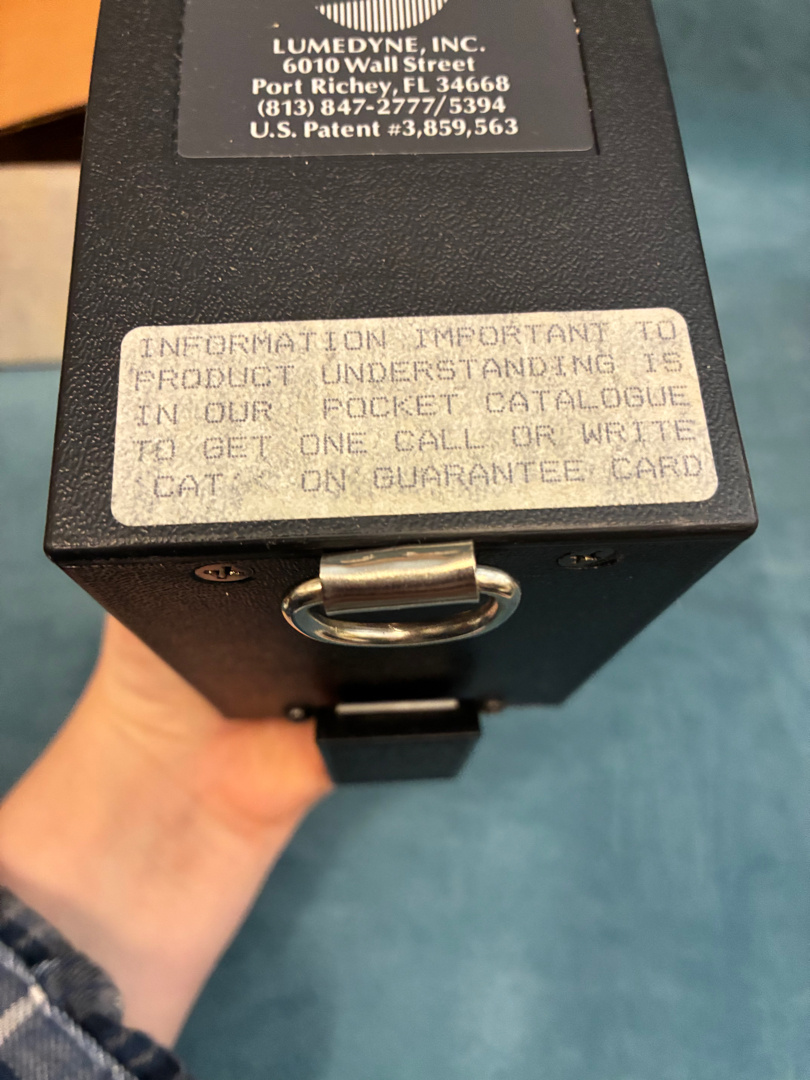 LUMEDYNE, INC.
6010 Wall Street
Port Richey, FL 34668
(813) 847-2777/5394
U.S. Patent #3,859,563
INFORMATION IMPORTANT TO
PRODUCT UNDERSTANDING IS
IN OUR POCKET CATALOGUE
TO GET ONE CALL OR WRITE
'CAT' ON GUARANTEE CARD